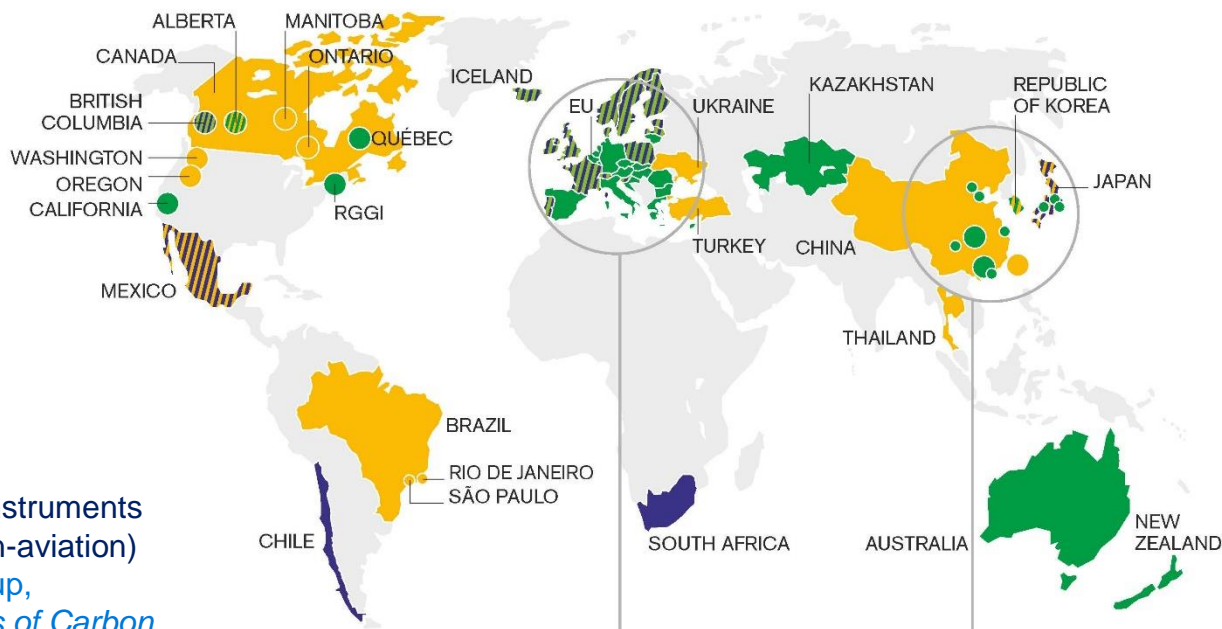 ALBERTA
MANITOBA
CANADA
ONTARIO
BRITISH
COLUMBIA
WASHINGTON
OREGON
CALIFORNIA
QUÉBEC
RGGI
MEXICO
ICELAND
EU
UKRAINE
TURKEY
KAZAKHSTAN
REPUBLIC
OF KOREA
JAPAN
CHINA
THAILAND
BRAZIL
RIO DE JANEIRO
SÃO PAULO
CHILE
SOUTH AFRICA
AUSTRALIA
NEW
ZEALAND
struments
n-aviation)
up,
s of Carbon